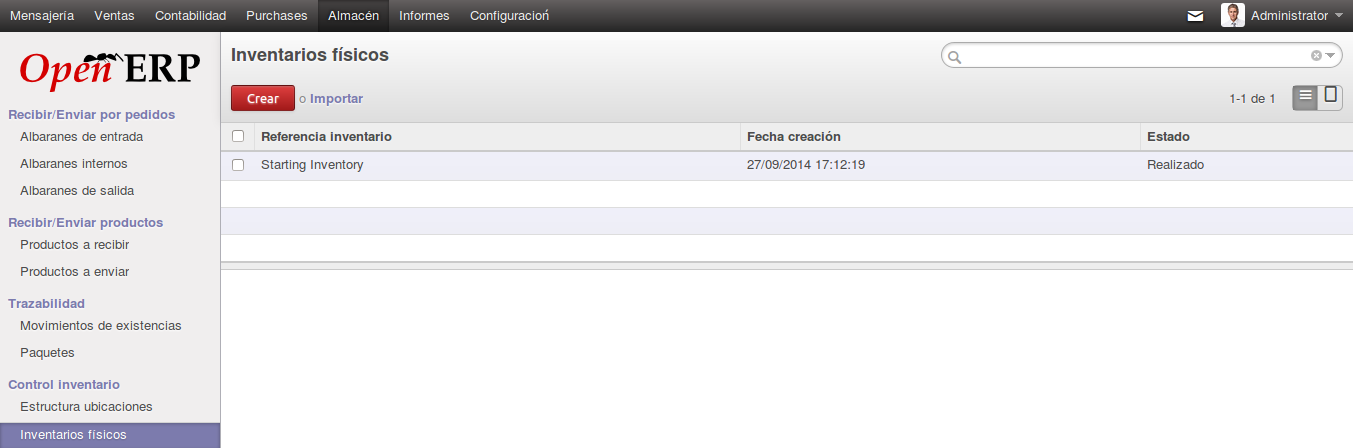 Mensajería Ventas Contabilidad Purchases Almacén Informes Configuracioń Administrator
Open ERP
Recibir/Enviar por pedidos
Albaranes de entrada
Albaranes internos
Albaranes de salida
Recibir/Enviar productos
Productos a recibir
Productos a enviar
Trazabilidad
Movimientos de existencias
Paquetes
Control inventario
Estructura ubicaciones
Inventarios físicos
Inventarios físicos
Crear o Importar 1-1 de 1
Referencia inventario Fecha creación Estado
Starting Inventory 27/09/2014 17:12:19 Realizado